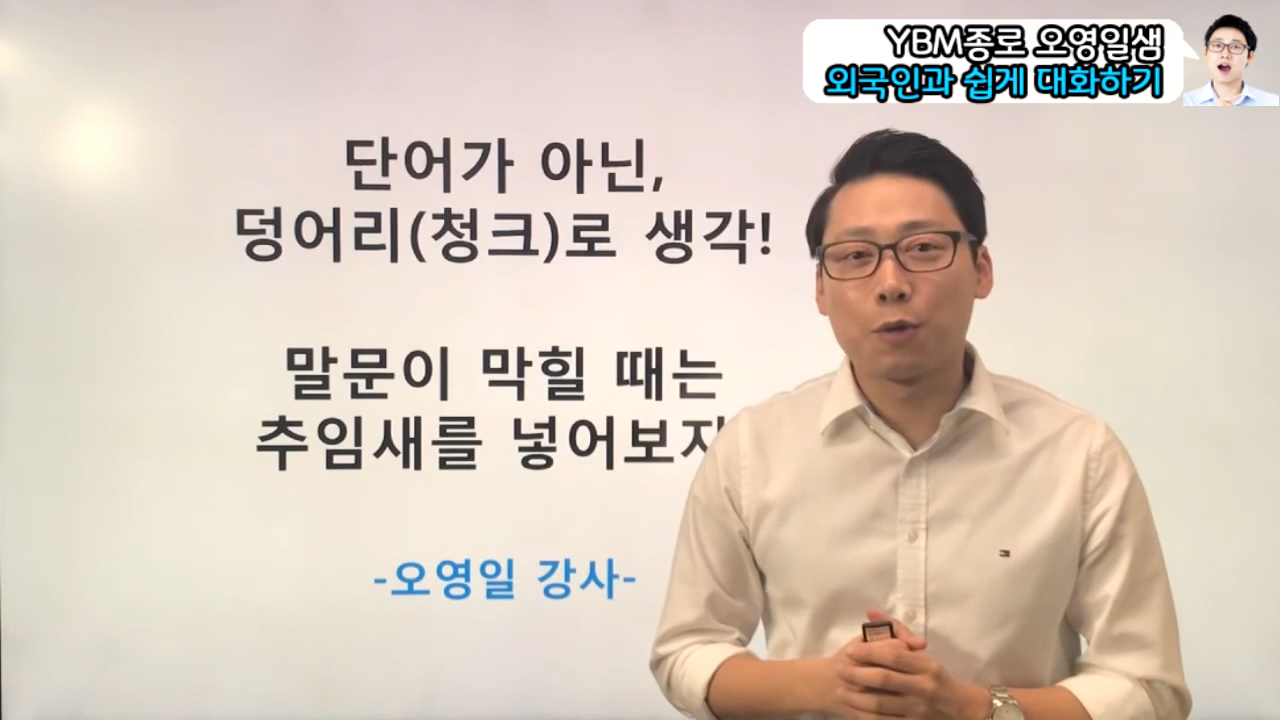 YBM종로 오영일쌤
외국인과 쉽게 대화하기
단어가 아닌,
덩어리(청크)로 생각!
말문이 막힐 때는
추임새를 넣어보자
-오영일 강사-